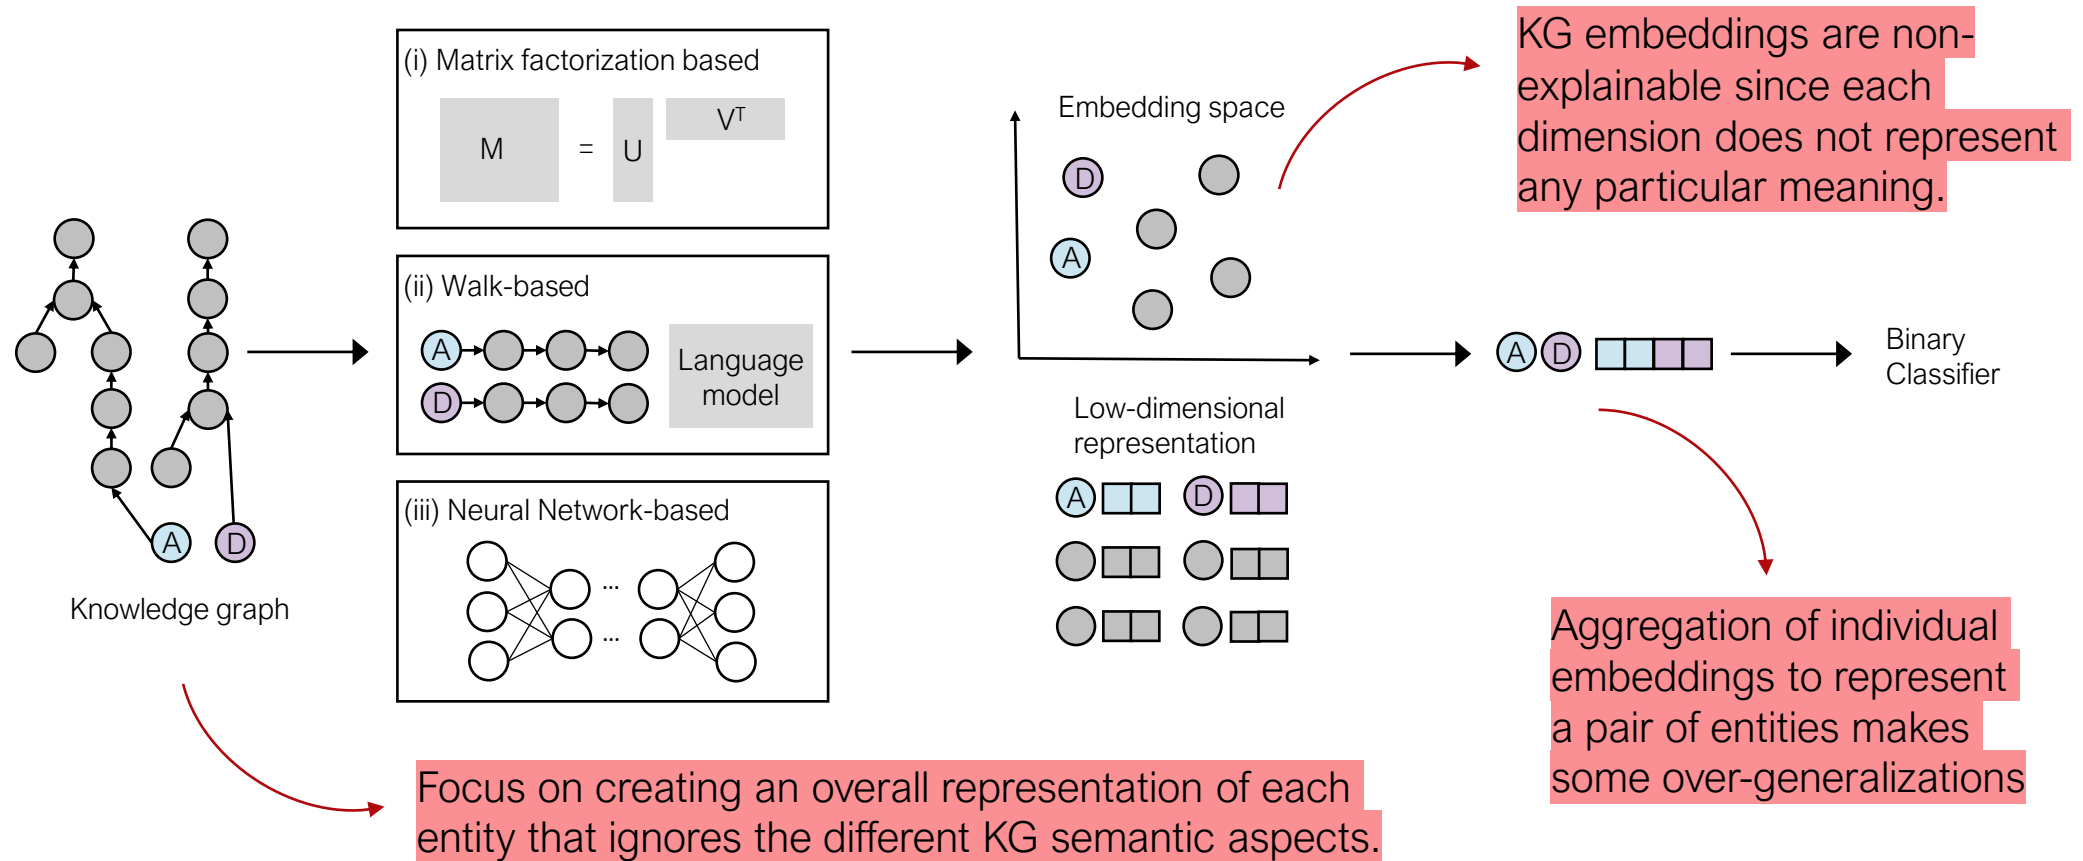 (i) Matrix factorization based
M
=
U
Vᵀ
(ii) Walk-based
A
D
Language
model
(iii) Neural Network-based
...
...
A
D
Knowledge graph
Embedding space
D
A
Low-dimensional
representation
A
D
A
D
Binary
Classifier
KG embeddings are non-
explainable since each
dimension does not represent
any particular meaning.
Aggregation of individual
embeddings to represent
a pair of entities makes
some over-generalizations
Focus on creating an overall representation of each
entity that ignores the different KG semantic aspects.